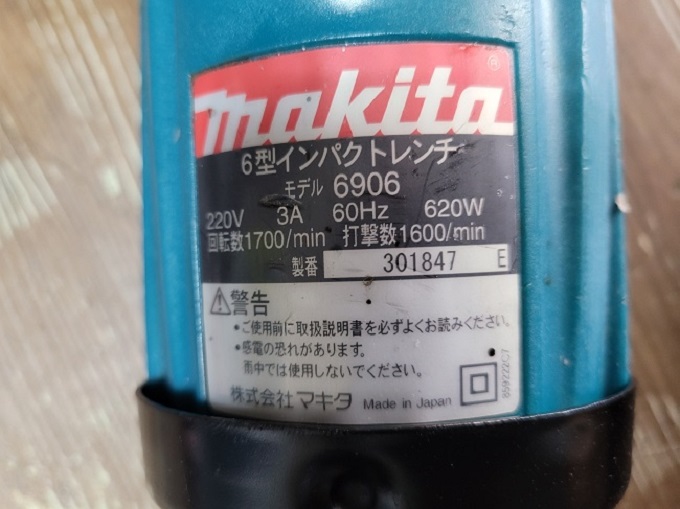 makita®
6型インパクトレンチ
モデル 6906
220V 3A 60Hz 620W
回転数1700/min 打撃数1600/min
製番 301847 E
⚠警告
•ご使用前に取扱説明書を必ずよくお読みください。
•感電の恐れがあります。
雨中では使用しないでください。
株式会社 マキタ Made in Japan